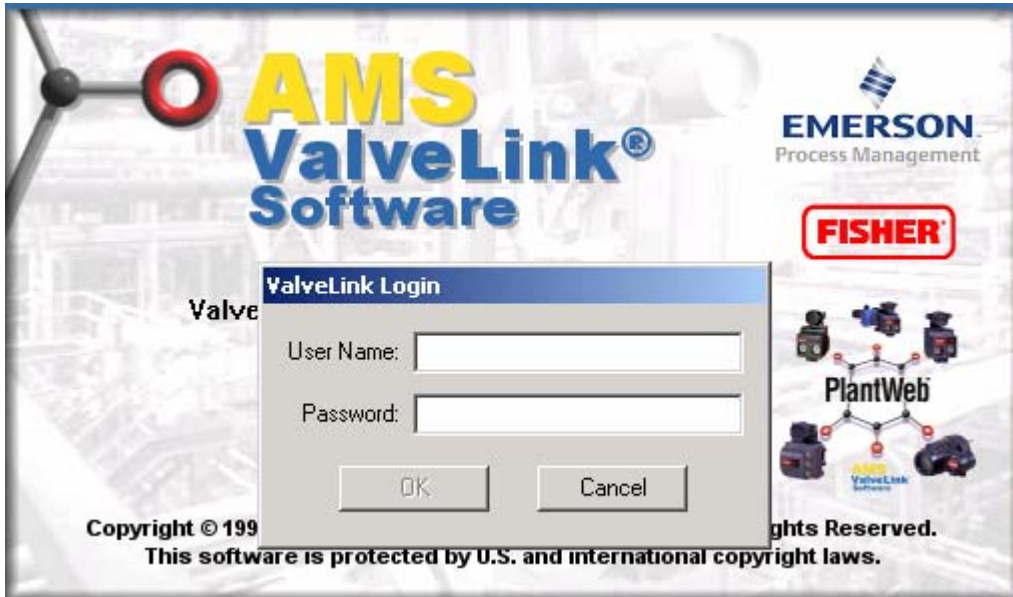 AMS
ValveLink®
Software
EMERSON
Process Management
FISHER
ValveLink Login
Valve
User Name:
Password:
PlantWeb
AMS
ValveLink
Software
OK Cancel
Copyright © 199 ghts Reserved.
This software is protected by U.S. and international copyright laws.